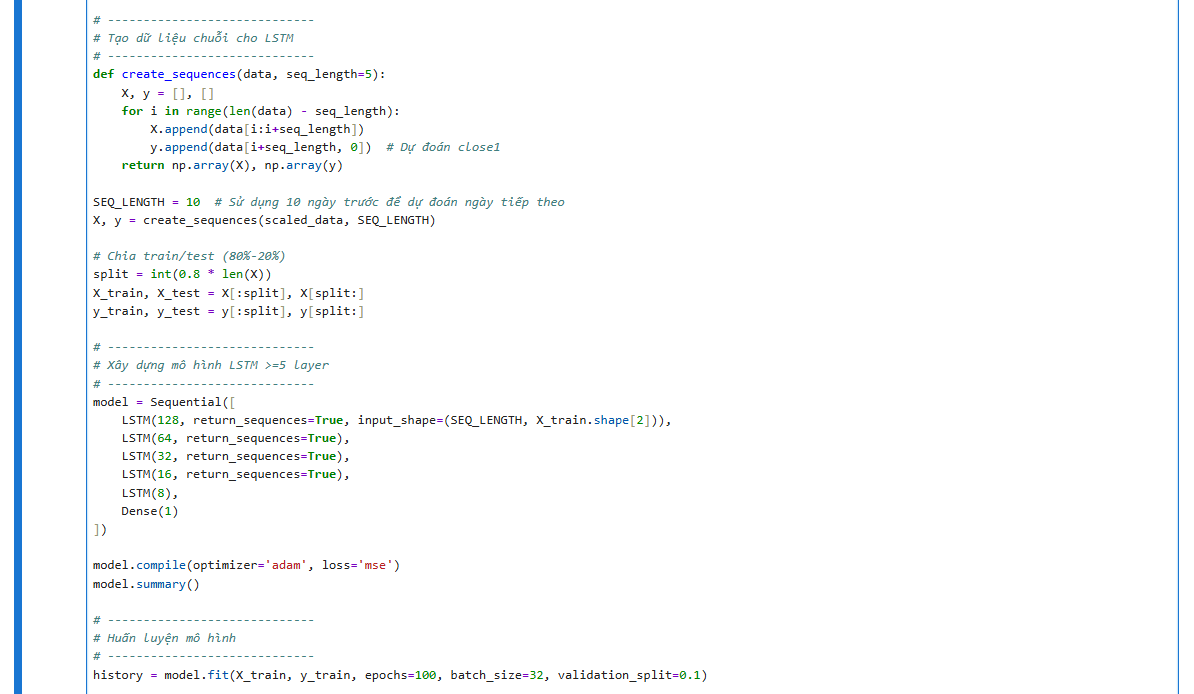 # -----------------------------
# Tạo dữ liệu chuỗi cho LSTM
# -----------------------------
def create_sequences(data, seq_length=5):
    X, y = [], []
    for i in range(len(data) - seq_length):
        X.append(data[i:i+seq_length])
        y.append(data[i+seq_length, 0])  # Dự đoán close1
    return np.array(X), np.array(y)

SEQ_LENGTH = 10  # Sử dụng 10 ngày trước để dự đoán ngày tiếp theo
X, y = create_sequences(scaled_data, SEQ_LENGTH)

# Chia train/test (80%-20%)
split = int(0.8 * len(X))
X_train, X_test = X[:split], X[split:]
y_train, y_test = y[:split], y[split:]

# -----------------------------
# Xây dựng mô hình LSTM >=5 layer
# -----------------------------
model = Sequential([
    LSTM(128, return_sequences=True, input_shape=(SEQ_LENGTH, X_train.shape[2])),
    LSTM(64, return_sequences=True),
    LSTM(32, return_sequences=True),
    LSTM(16, return_sequences=True),
    LSTM(8),
    Dense(1)
])

model.compile(optimizer='adam', loss='mse')
model.summary()

# -----------------------------
# Huấn luyện mô hình
# -----------------------------
history = model.fit(X_train, y_train, epochs=100, batch_size=32, validation_split=0.1)